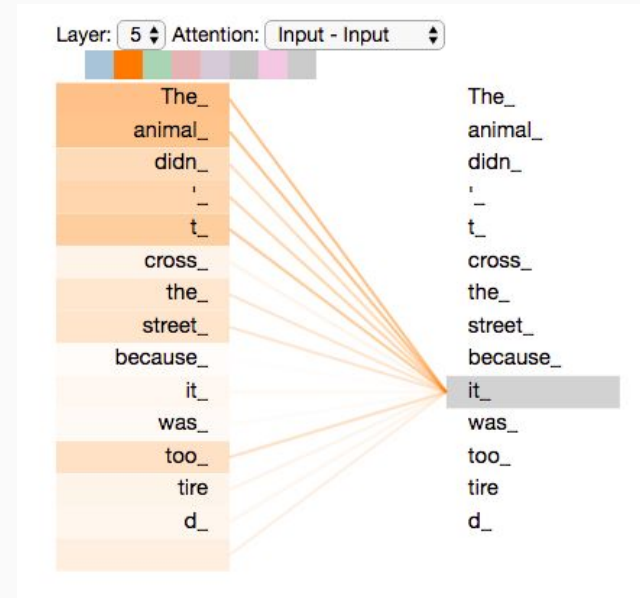 Layer: 5 Attention: Input - Input
The_ The_
animal_ animal_
didn_ didn_
'_ '_
t_ t_
cross_ cross_
the_ the_
street_ street_
because_ because_
it_ it_
was_ was_
too_ too_
tire tire
d_ d_